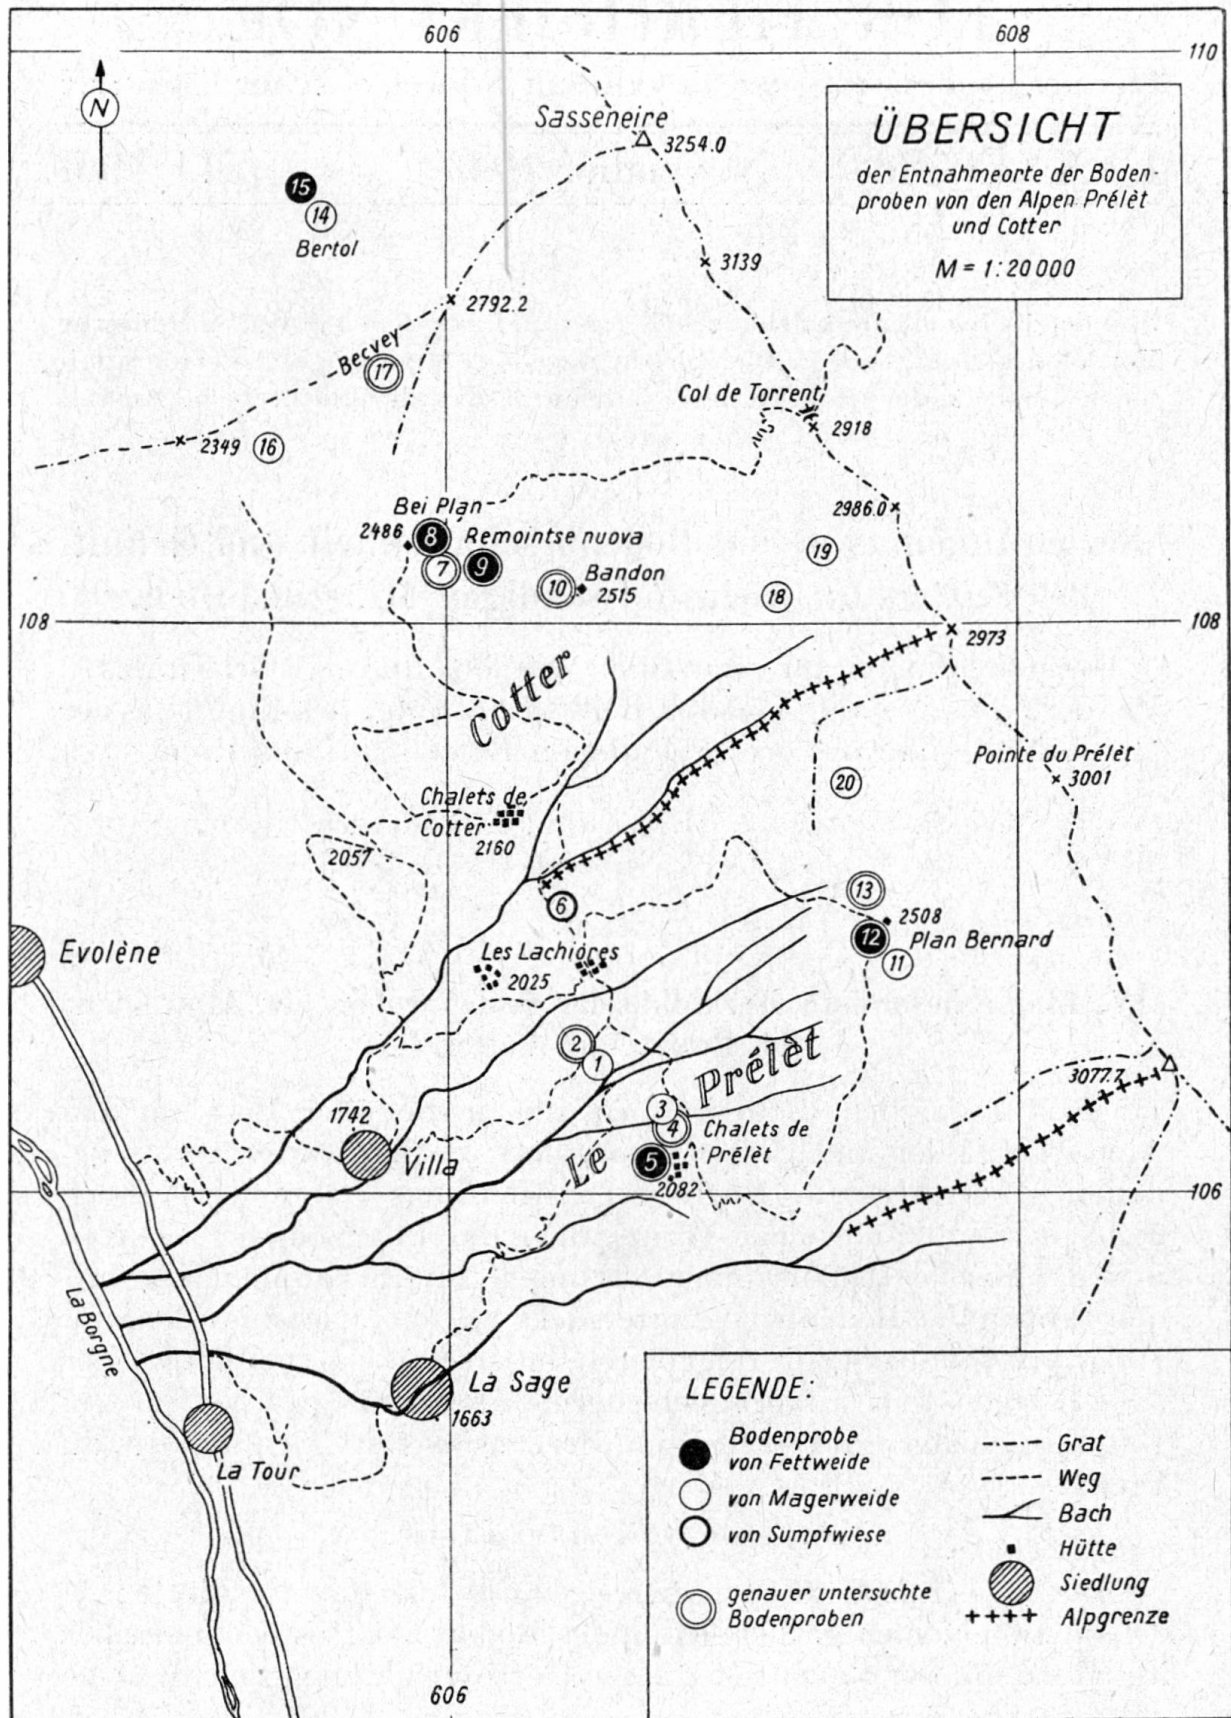 606
608
110
N
Sasseneire
3254.0
ÜBERSICHT
der Entnahmeorte der Boden-
proben von den Alpen Prélèt
und Cotter
M = 1:20000
15
14
Bertol
3139
2792.2
Becvey
17
Col de Torrent
2918
2349
16
Bei Plan
2486
8
Remointse nuova
2986.0
7
9
10
Bandon
2515
19
18
108
108
2973
Cotter
Pointe du Prélèt
3001
20
Chalets de
Cotter
2160
2057
6
13
2508
12
Plan Bernard
11
Evolène
Les Lachiores
2025
2
1
Le Prélèt
3077.7
3
4
Chalets de
Prélèt
5
2082
1742
Villa
106
La Borgne
La Sage
1663
La Tour
LEGENDE:
Bodenprobe
von Fettweide
von Magerweide
von Sumpfwiese
genauer untersuchte
Bodenproben
Grat
Weg
Bach
Hütte
Siedlung
Alpgrenze
606